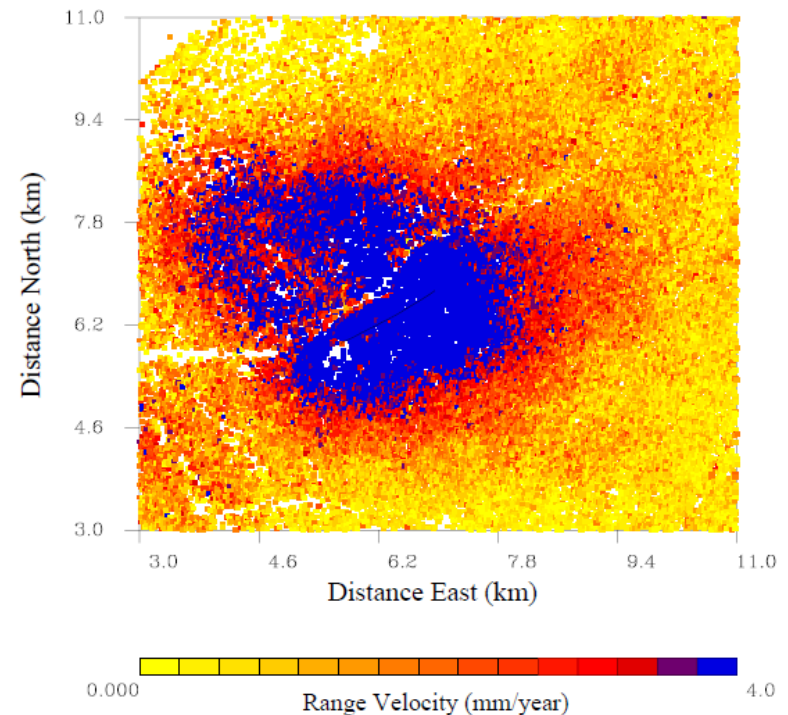 11.0
9.4
7.8
6.2
4.6
3.0
Distance North (km)
3.0 4.6 6.2 7.8 9.4 11.0
Distance East (km)
0.000 4.0
Range Velocity (mm/year)